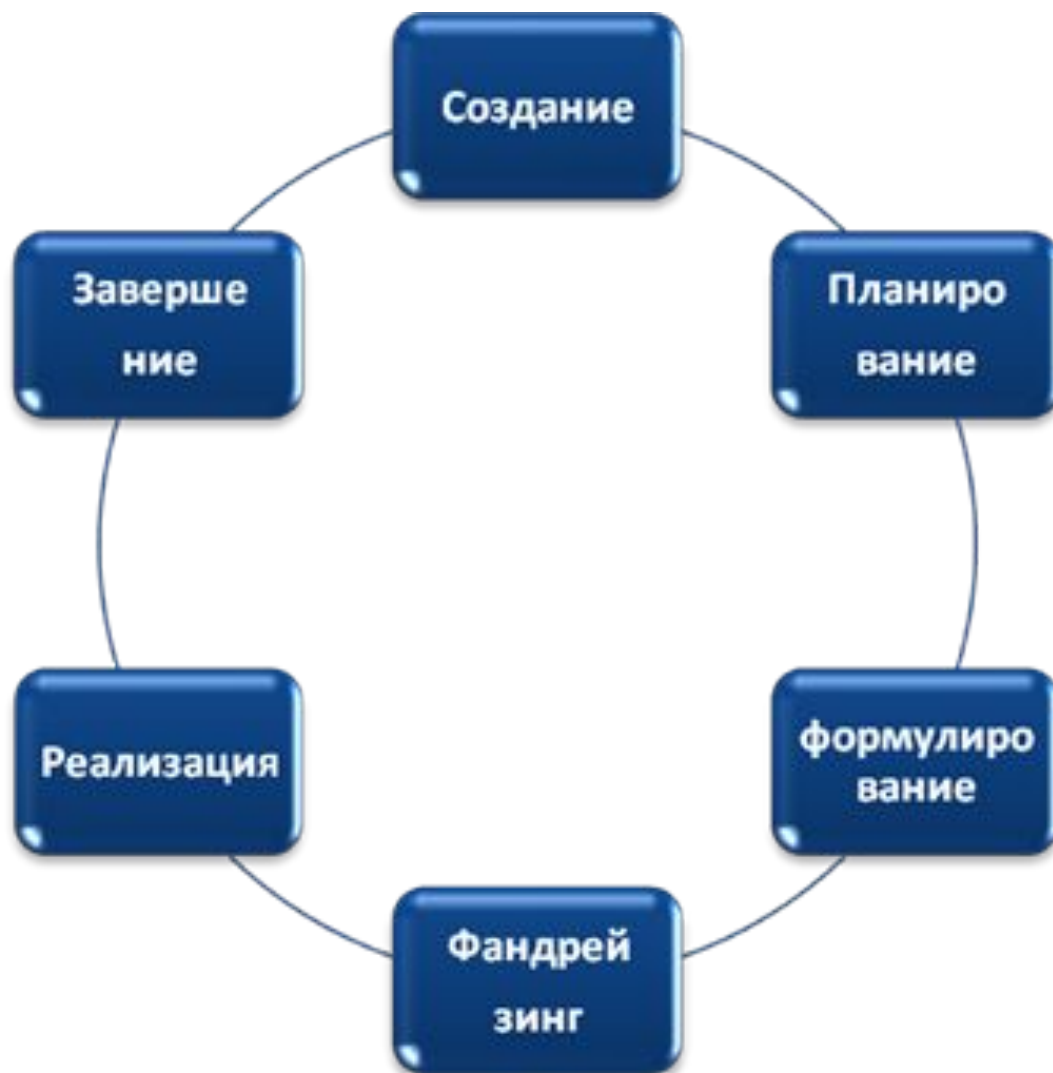 Создание
Планиро
вание
формулиро
вание
Фандрей
зинг
Реализация
Заверше
ние